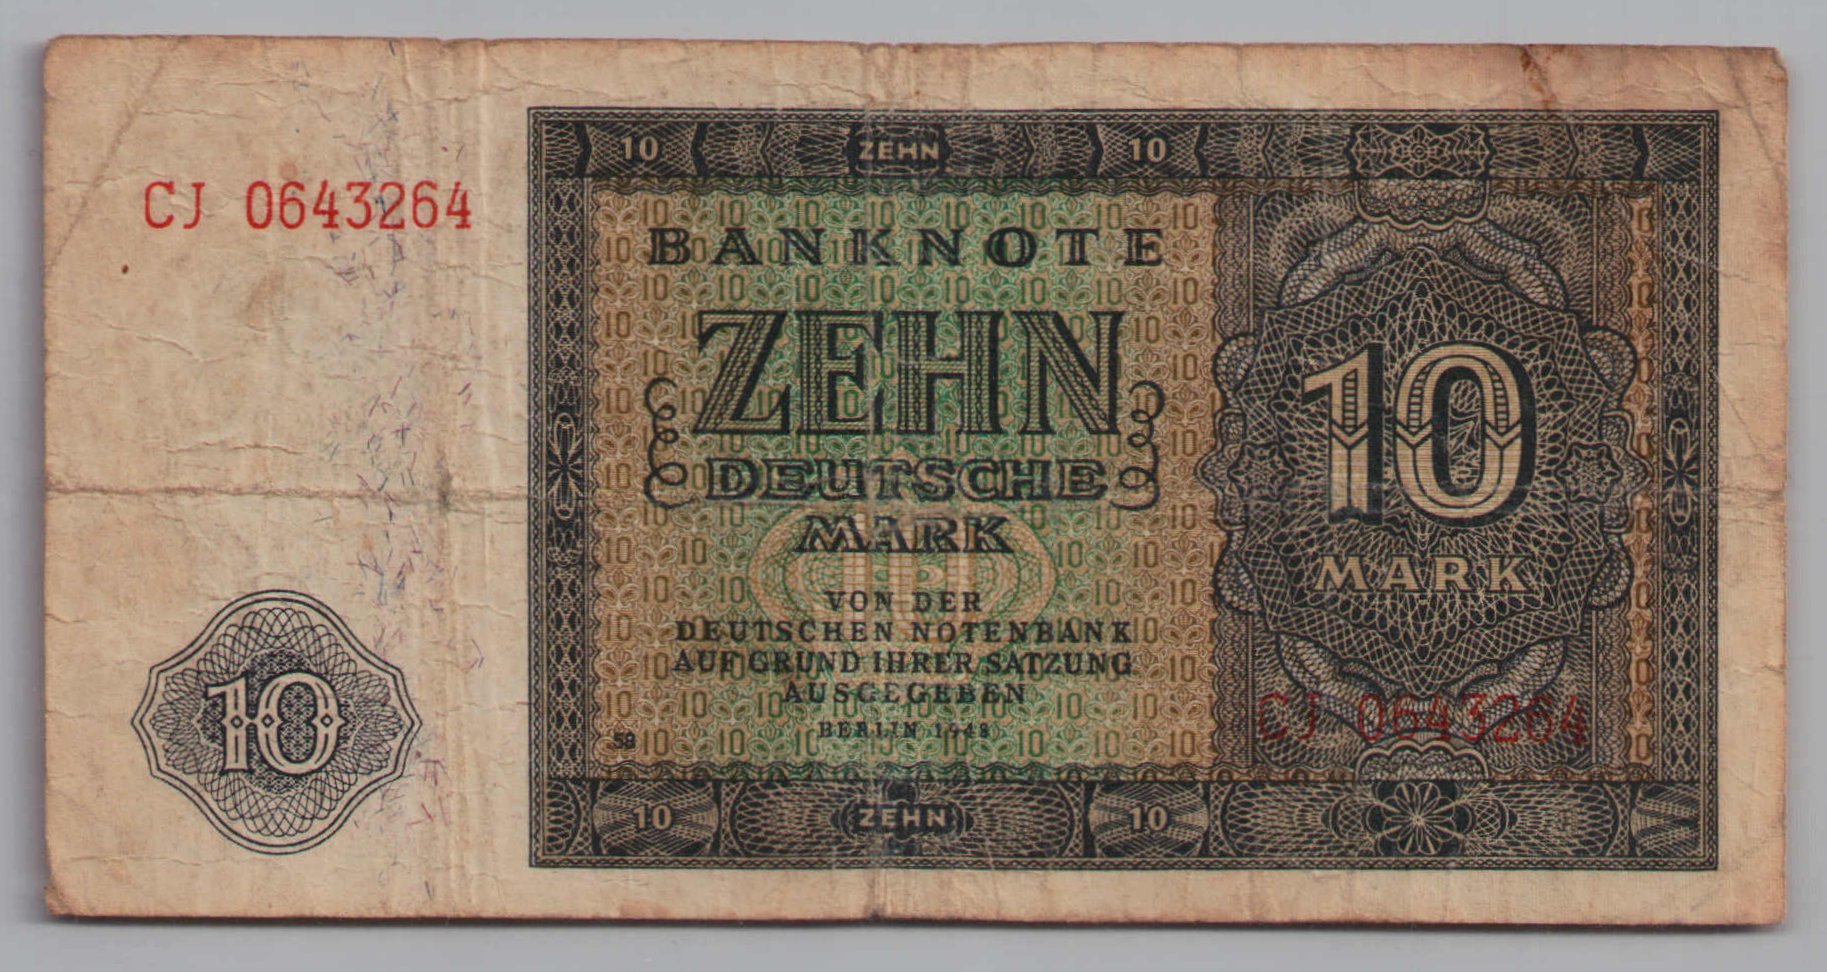 10 ZEHN 10
CJ 0643264
BANKNOTE
ZEHN
DEUTSCHE
MARK
10
MARK
VON DER
DEUTSCHEN NOTENBANK
AUF GRUND IHRER SATZUNG
AUSGEGEBEN
BERLIN 1948
58
10
CJ 0643264
10 ZEHN 10